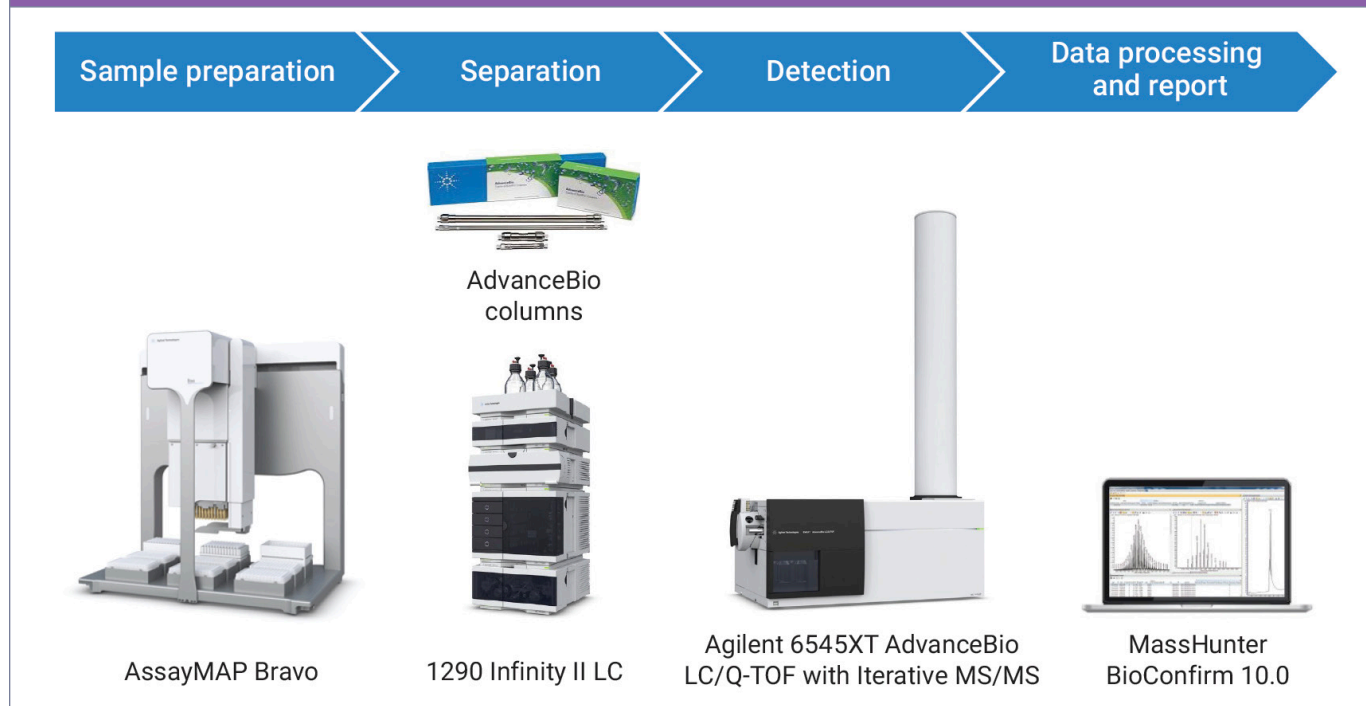 Sample preparation
Separation
Detection
Data processing
and report
AdvanceBio
AdvanceBio
columns
AssayMAP Bravo
1290 Infinity II LC
Agilent 6545XT AdvanceBio
LC/Q-TOF with Iterative MS/MS
MassHunter
BioConfirm 10.0